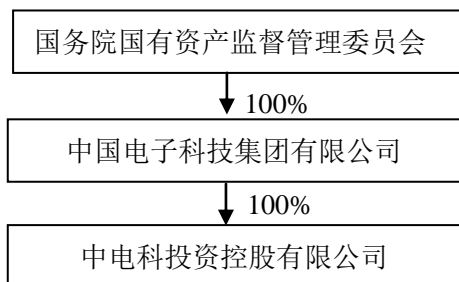 国务院国有资产监督管理委员会
100%
中国电子科技集团有限公司
100%
中电科投资控股有限公司